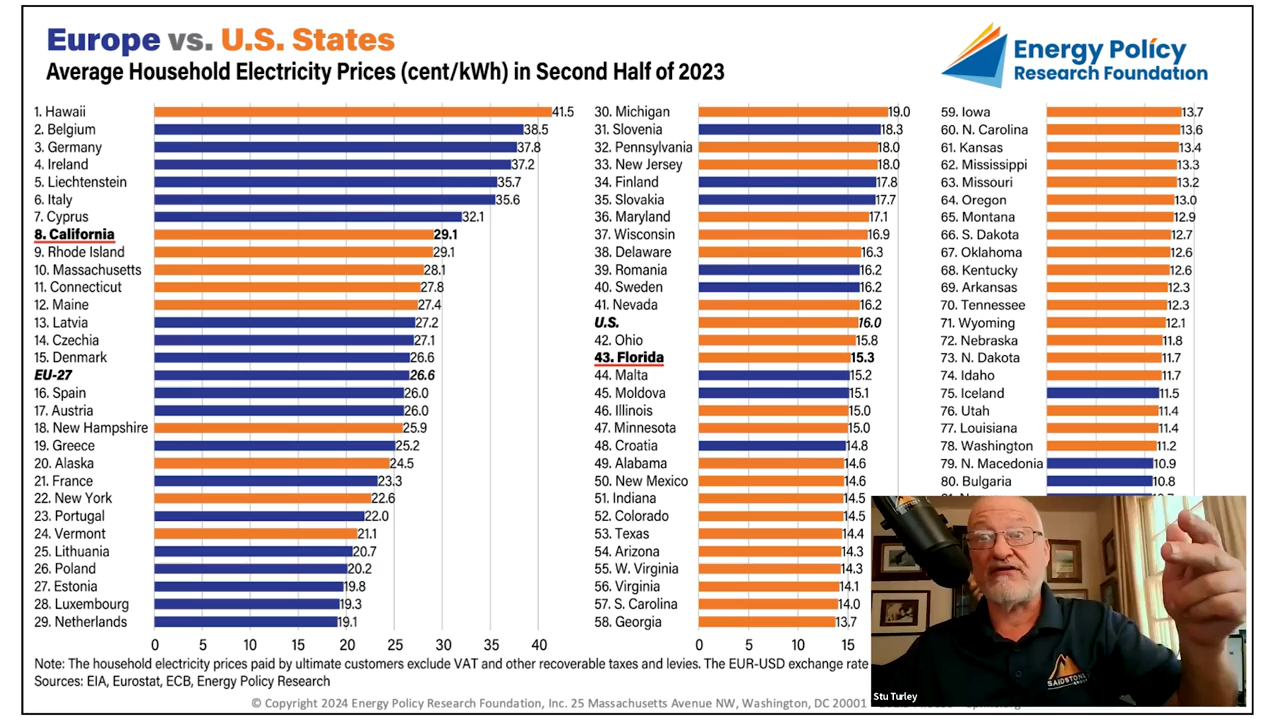 Europe vs. U.S. States
Average Household Electricity Prices (cent/kWh) in Second Half of 2023
Energy Policy
Research Foundation
1. Hawaii 41.5
2. Belgium 38.5
3. Germany 37.8
4. Ireland 37.2
5. Liechtenstein 35.7
6. Italy 35.6
7. Cyprus 32.1
8. California 29.1
9. Rhode Island 29.1
10. Massachusetts 28.1
11. Connecticut 27.8
12. Maine 27.4
13. Latvia 27.2
14. Czechia 27.1
15. Denmark 26.6
EU-27 26.6
16. Spain 26.0
17. Austria 26.0
18. New Hampshire 25.9
19. Greece 25.2
20. Alaska 24.5
21. France 23.3
22. New York 22.6
23. Portugal 22.0
24. Vermont 21.1
25. Lithuania 20.7
26. Poland 20.2
27. Estonia 19.8
28. Luxembourg 19.3
29. Netherlands 19.1
0 5 10 15 20 25 30 35 40
30. Michigan 19.0
31. Slovenia 18.3
32. Pennsylvania 18.0
33. New Jersey 18.0
34. Finland 17.8
35. Slovakia 17.7
36. Maryland 17.1
37. Wisconsin 16.9
38. Delaware 16.3
39. Romania 16.2
40. Sweden 16.2
41. Nevada 16.2
U.S. 16.0
42. Ohio 15.8
43. Florida 15.3
44. Malta 15.2
45. Moldova 15.1
46. Illinois 15.0
47. Minnesota 15.0
48. Croatia 14.8
49. Alabama 14.6
50. New Mexico 14.6
51. Indiana 14.5
52. Colorado 14.5
53. Texas 14.4
54. Arizona 14.3
55. W. Virginia 14.3
56. Virginia 14.1
57. S. Carolina 14.0
58. Georgia 13.7
0 5 10 15
59. Iowa 13.7
60. N. Carolina 13.6
61. Kansas 13.4
62. Mississippi 13.3
63. Missouri 13.2
64. Oregon 13.0
65. Montana 12.9
66. S. Dakota 12.7
67. Oklahoma 12.6
68. Kentucky 12.6
69. Arkansas 12.3
70. Tennessee 12.3
71. Wyoming 12.1
72. Nebraska 11.8
73. N. Dakota 11.7
74. Idaho 11.7
75. Iceland 11.5
76. Utah 11.4
77. Louisiana 11.4
78. Washington 11.2
79. N. Macedonia 10.9
80. Bulgaria 10.8
Note: The household electricity prices paid by ultimate customers exclude VAT and other recoverable taxes and levies. The EUR-USD exchange rate
Sources: EIA, Eurostat, ECB, Energy Policy Research
© Copyright 2024 Energy Policy Research Foundation, Inc. 25 Massachusetts Avenue NW, Washington, DC 20001
SANDSTONE
Stu Turley